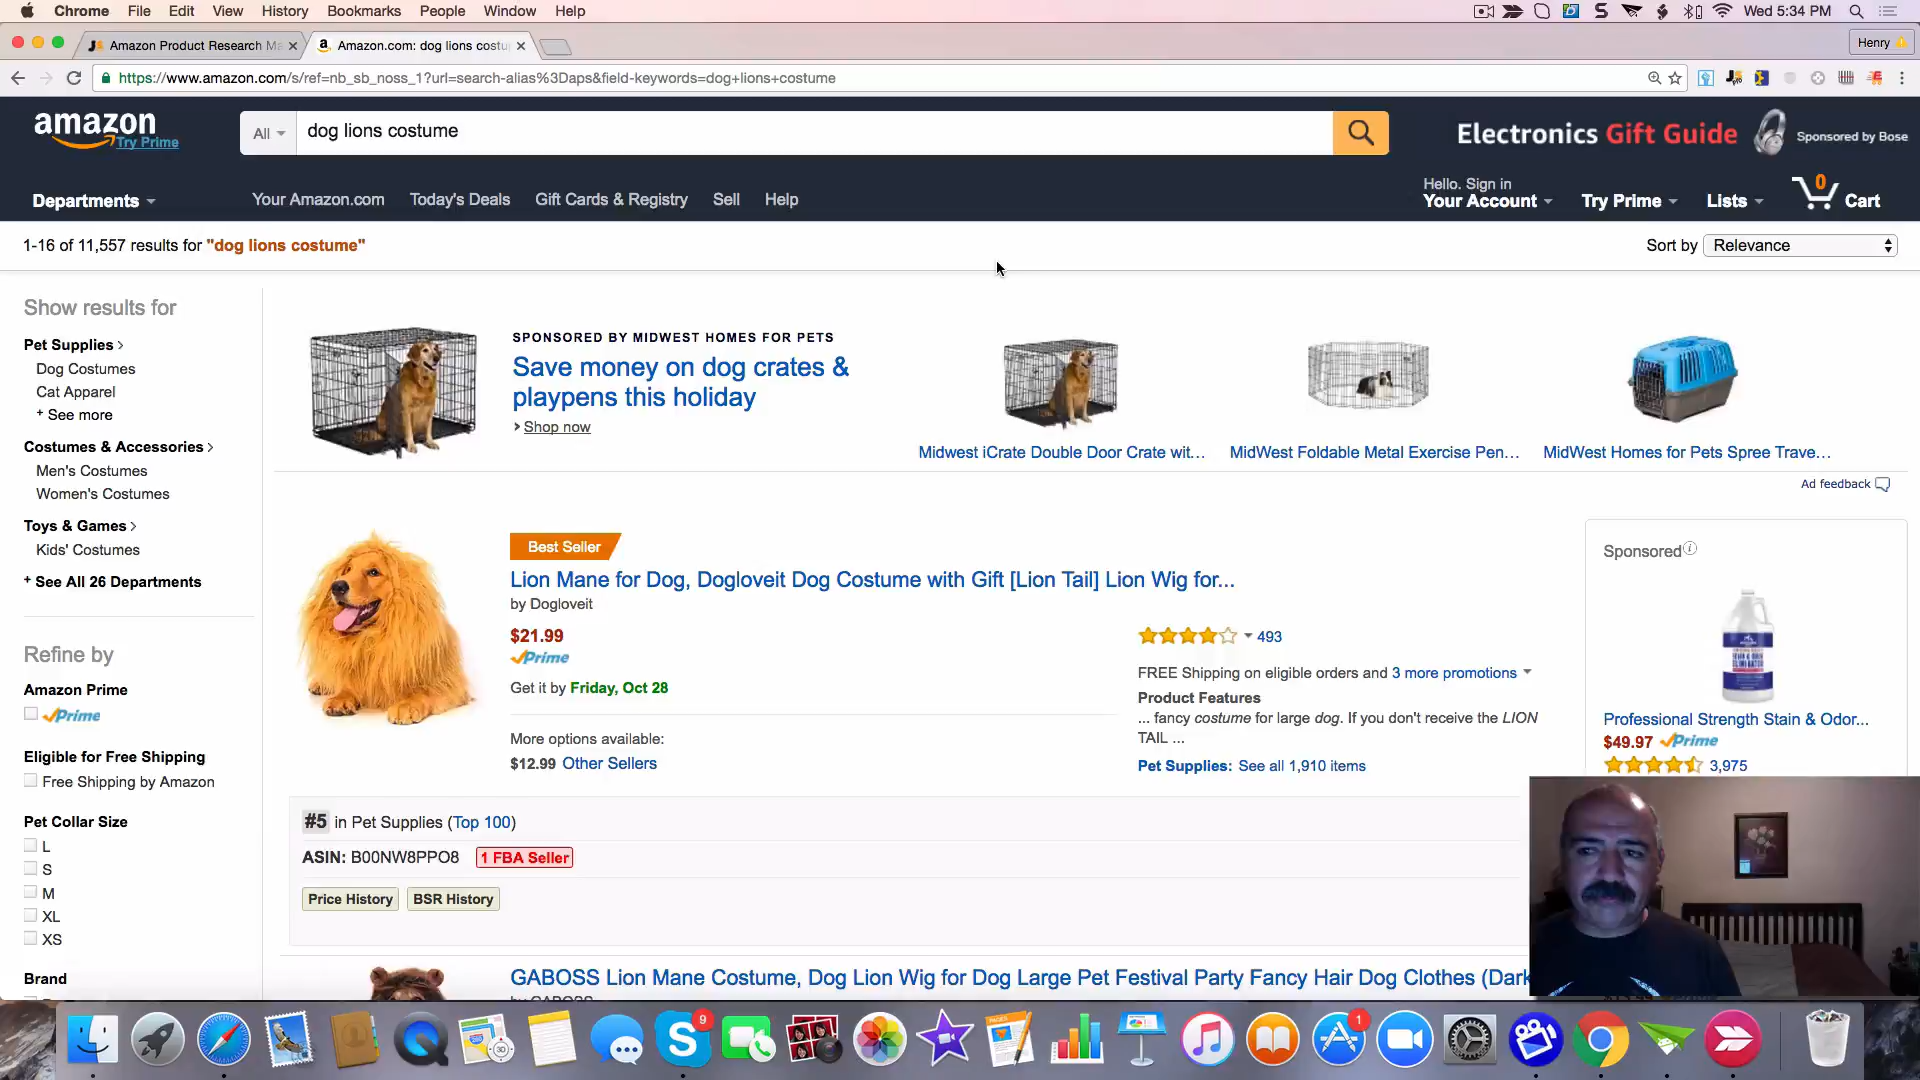 Chrome File Edit View History Bookmarks People Window Help
Wed 5:34 PM
Amazon Product Research Ma
Amazon.com: dog lions costu
Henry
https://www.amazon.com/s/ref=nb_sb_noss_1?url=search-alias%3Daps&field-keywords=dog+lions+costume
amazon
Try Prime
All
dog lions costume
Electronics Gift Guide
Sponsored by Bose
Departments
Your Amazon.com Today's Deals Gift Cards & Registry Sell Help
Hello. Sign in
Your Account
Try Prime
Lists
0
Cart
1-16 of 11,557 results for "dog lions costume"
Sort by Relevance
Show results for
Pet Supplies
Dog Costumes
Cat Apparel
+ See more
Costumes & Accessories
Men's Costumes
Women's Costumes
Toys & Games
Kids' Costumes
+ See All 26 Departments
Refine by
Amazon Prime
Prime
Eligible for Free Shipping
Free Shipping by Amazon
Pet Collar Size
L
S
M
XL
XS
Brand
SPONSORED BY MIDWEST HOMES FOR PETS
Save money on dog crates &
playpens this holiday
› Shop now
Midwest iCrate Double Door Crate wit...
MidWest Foldable Metal Exercise Pen...
MidWest Homes for Pets Spree Trave...
Ad feedback
Best Seller
Lion Mane for Dog, Dogloveit Dog Costume with Gift [Lion Tail] Lion Wig for...
by Dogloveit
$21.99
Prime
Get it by Friday, Oct 28
More options available:
$12.99 Other Sellers
493
FREE Shipping on eligible orders and 3 more promotions
Product Features
... fancy costume for large dog. If you don't receive the LION
TAIL ...
Pet Supplies: See all 1,910 items
#5 in Pet Supplies (Top 100)
ASIN: B00NW8PPO8 1 FBA Seller
Price History BSR History
GABOSS Lion Mane Costume, Dog Lion Wig for Dog Large Pet Festival Party Fancy Hair Dog Clothes (Dark
Sponsored
Professional Strength Stain & Odor...
$49.97 Prime
3,975
9
1